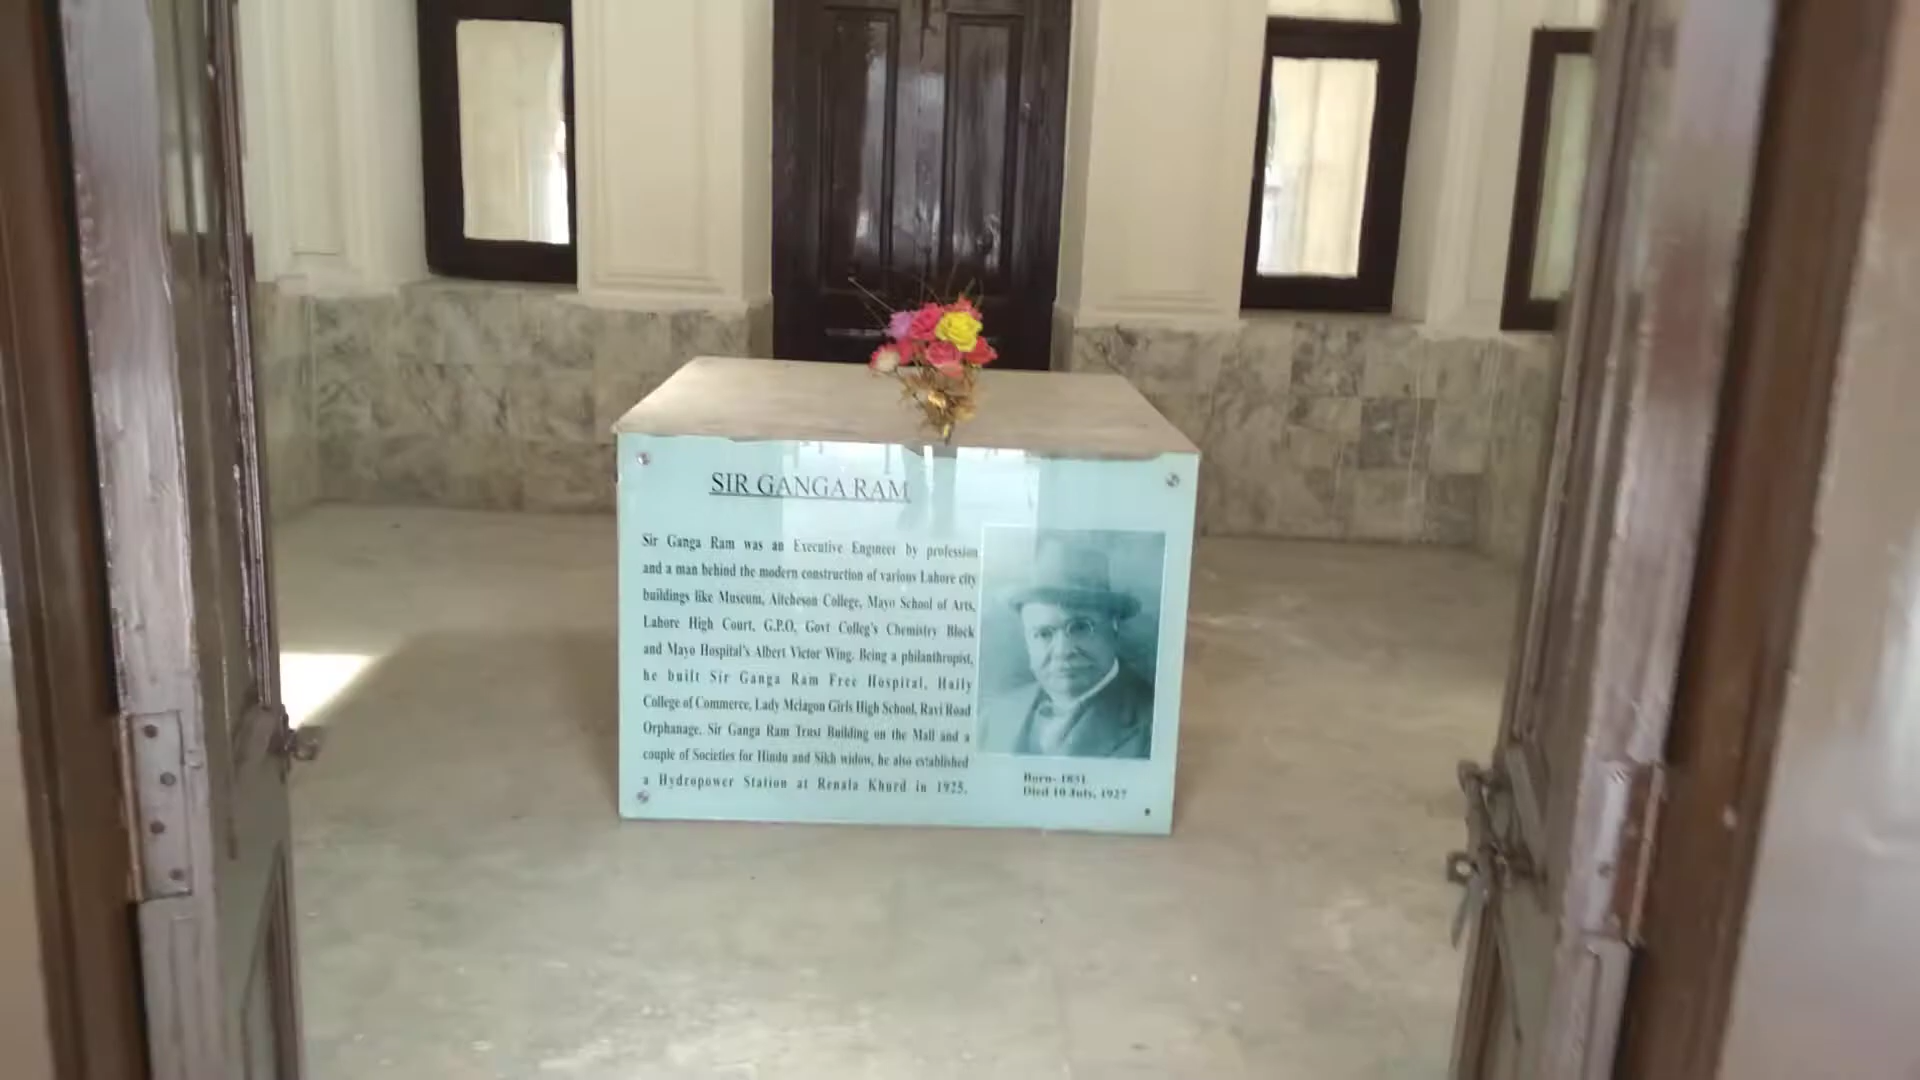 SIR GANGA RAM
Sir Ganga Ram was an Executive Engineer by profession
and a man behind the modern construction of various Lahore city
buildings like Museum, Aitcheson College, Mayo School of Arts,
Lahore High Court, G.P.O, Govt Colleg's Chemistry Block
and Mayo Hospital's Albert Victor Wing. Being a philanthropist,
he built Sir Ganga Ram Free Hospital, Haily
College of Commerce, Lady Mclagon Girls High School, Ravi Road
Orphanage, Sir Ganga Ram Trust Building on the Mall and a
couple of Societies for Hindu and Sikh widow, he also established
a Hydropower Station at Renala Khurd in 1925.
Born- 1851
Died 10 July, 1927